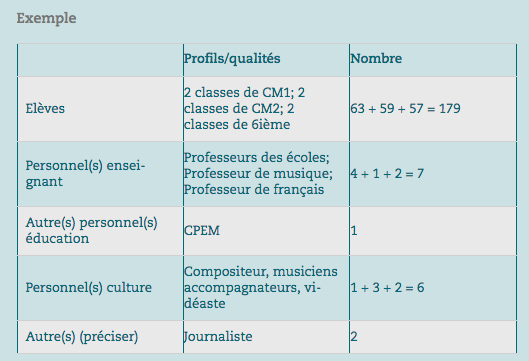 Exemple
Profils/qualités Nombre
Elèves
2 classes de CM1; 2
classes de CM2; 2
classes de 6ième
63 + 59 + 57 = 179
Personnel(s) ensei-
gnant
Professeurs des écoles;
Professeur de musique;
Professeur de français
4 + 1 + 2 = 7
Autre(s) personnel(s)
éducation
CPEM
1
Personnel(s) culture
Compositeur, musiciens
accompagnateurs, vi-
déaste
1 + 3 + 2 = 6
Autre(s) (préciser)
Journaliste
2